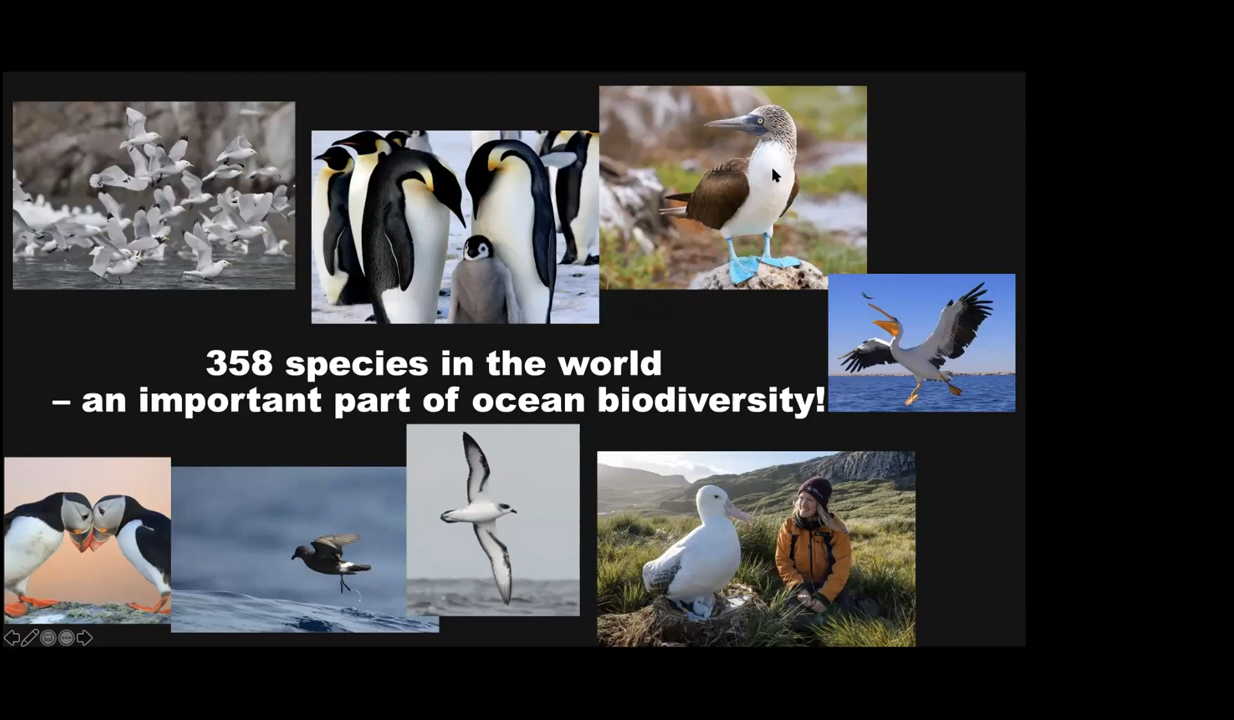 358 species in the world
– an important part of ocean biodiversity!